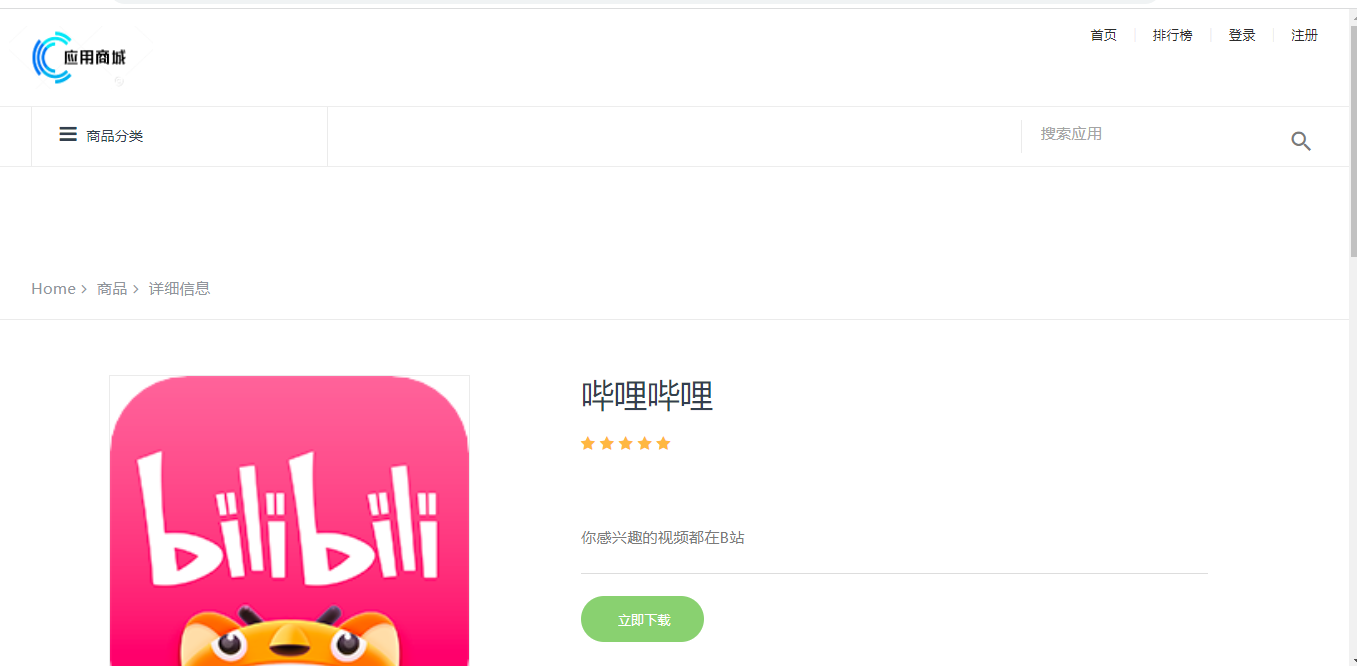 应用商城
首页 排行榜 登录 注册
商品分类
搜索应用
Home > 商品 > 详细信息
bilibili
哔哩哔哩
你感兴趣的视频都在B站
立即下载